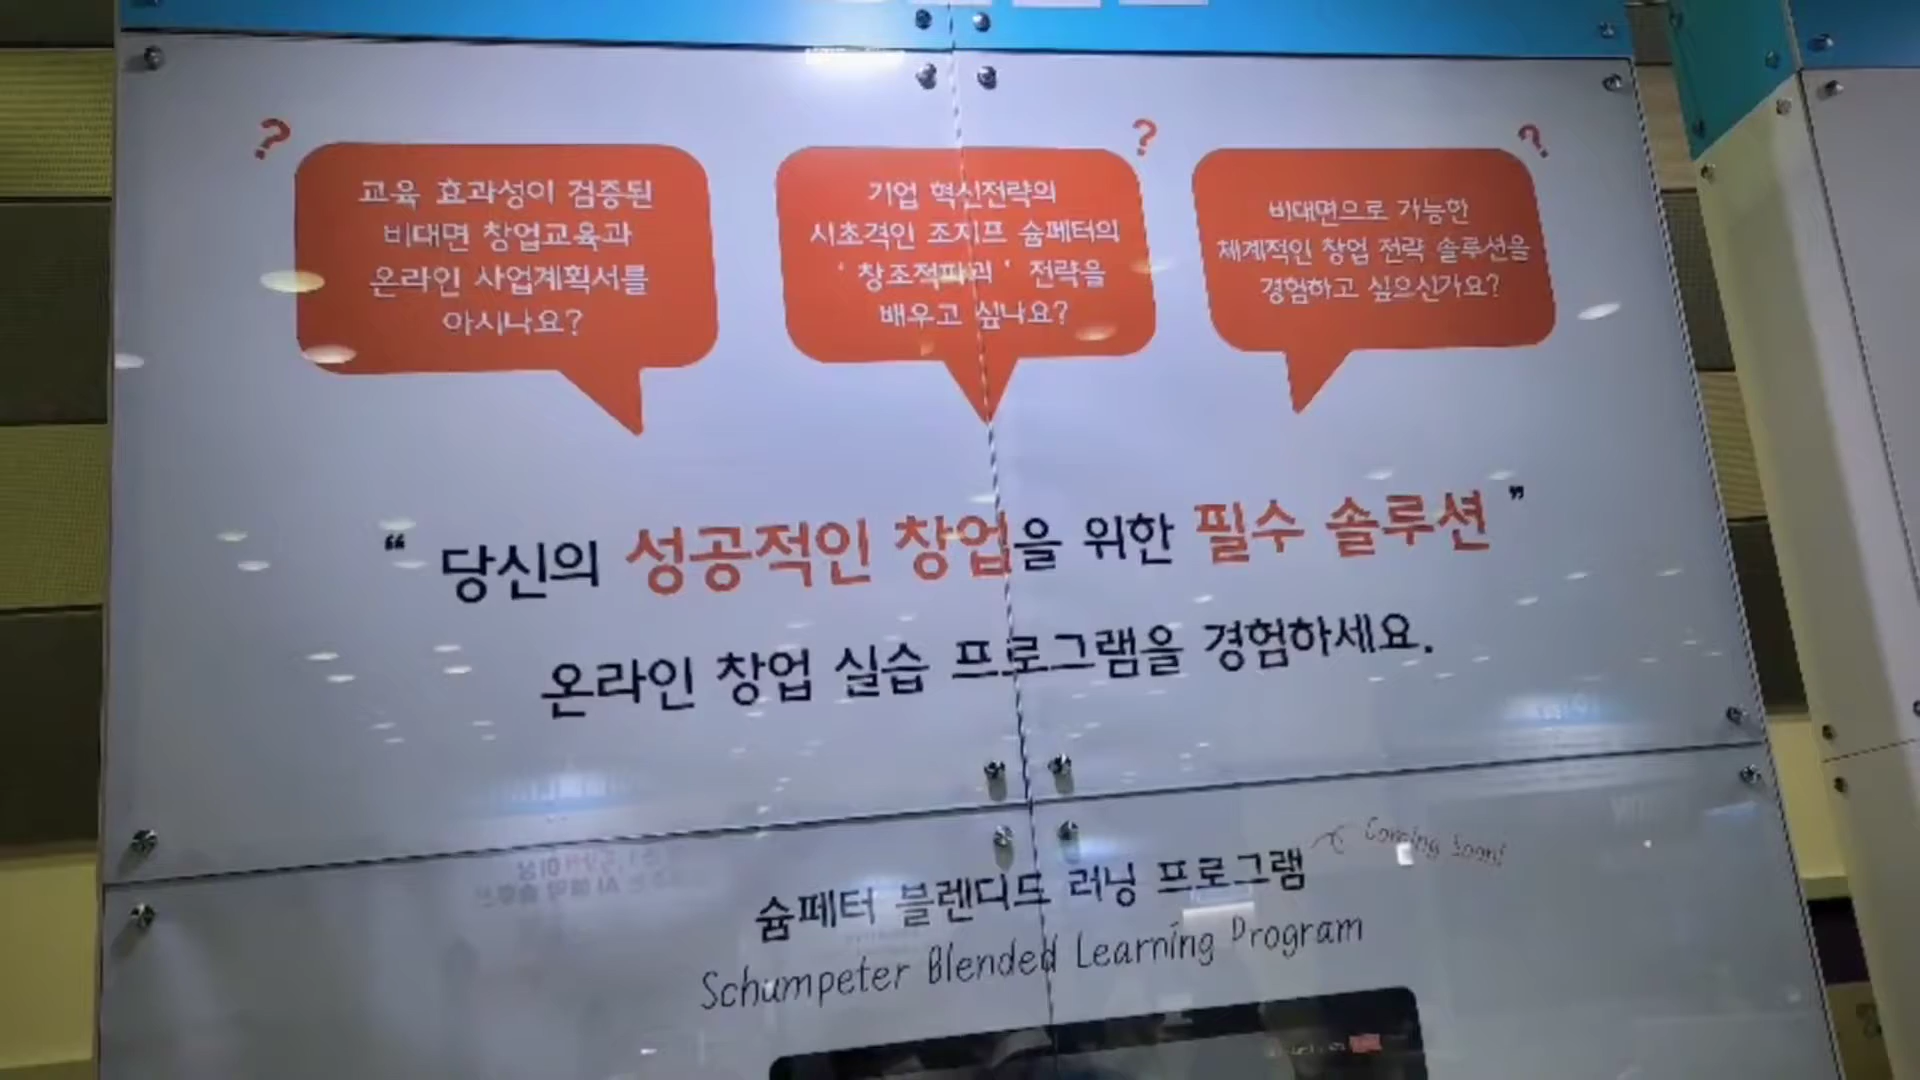 ?
교육 효과성이 검증된
비대면 창업교육과
온라인 사업계획서를
아시나요?
?
기업 혁신전략의
시초격인 조지프 슘페터의
' 창조적파괴 ' 전략을
배우고 싶나요?
?
비대면으로 가능한
체계적인 창업 전략 솔루션을
경험하고 싶으신가요?
“ 당신의 성공적인 창업을 위한 필수 솔루션 ”
온라인 창업 실습 프로그램을 경험하세요.
Coming Soon!
슘페터 블렌디드 러닝 프로그램
Schumpeter Blended Learning Program